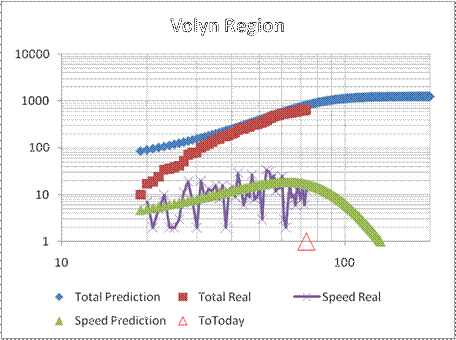 Volyn Region
10000
1000
100
10
1
10 100
Total Prediction Total Real Speed Real
Speed Prediction ToToday